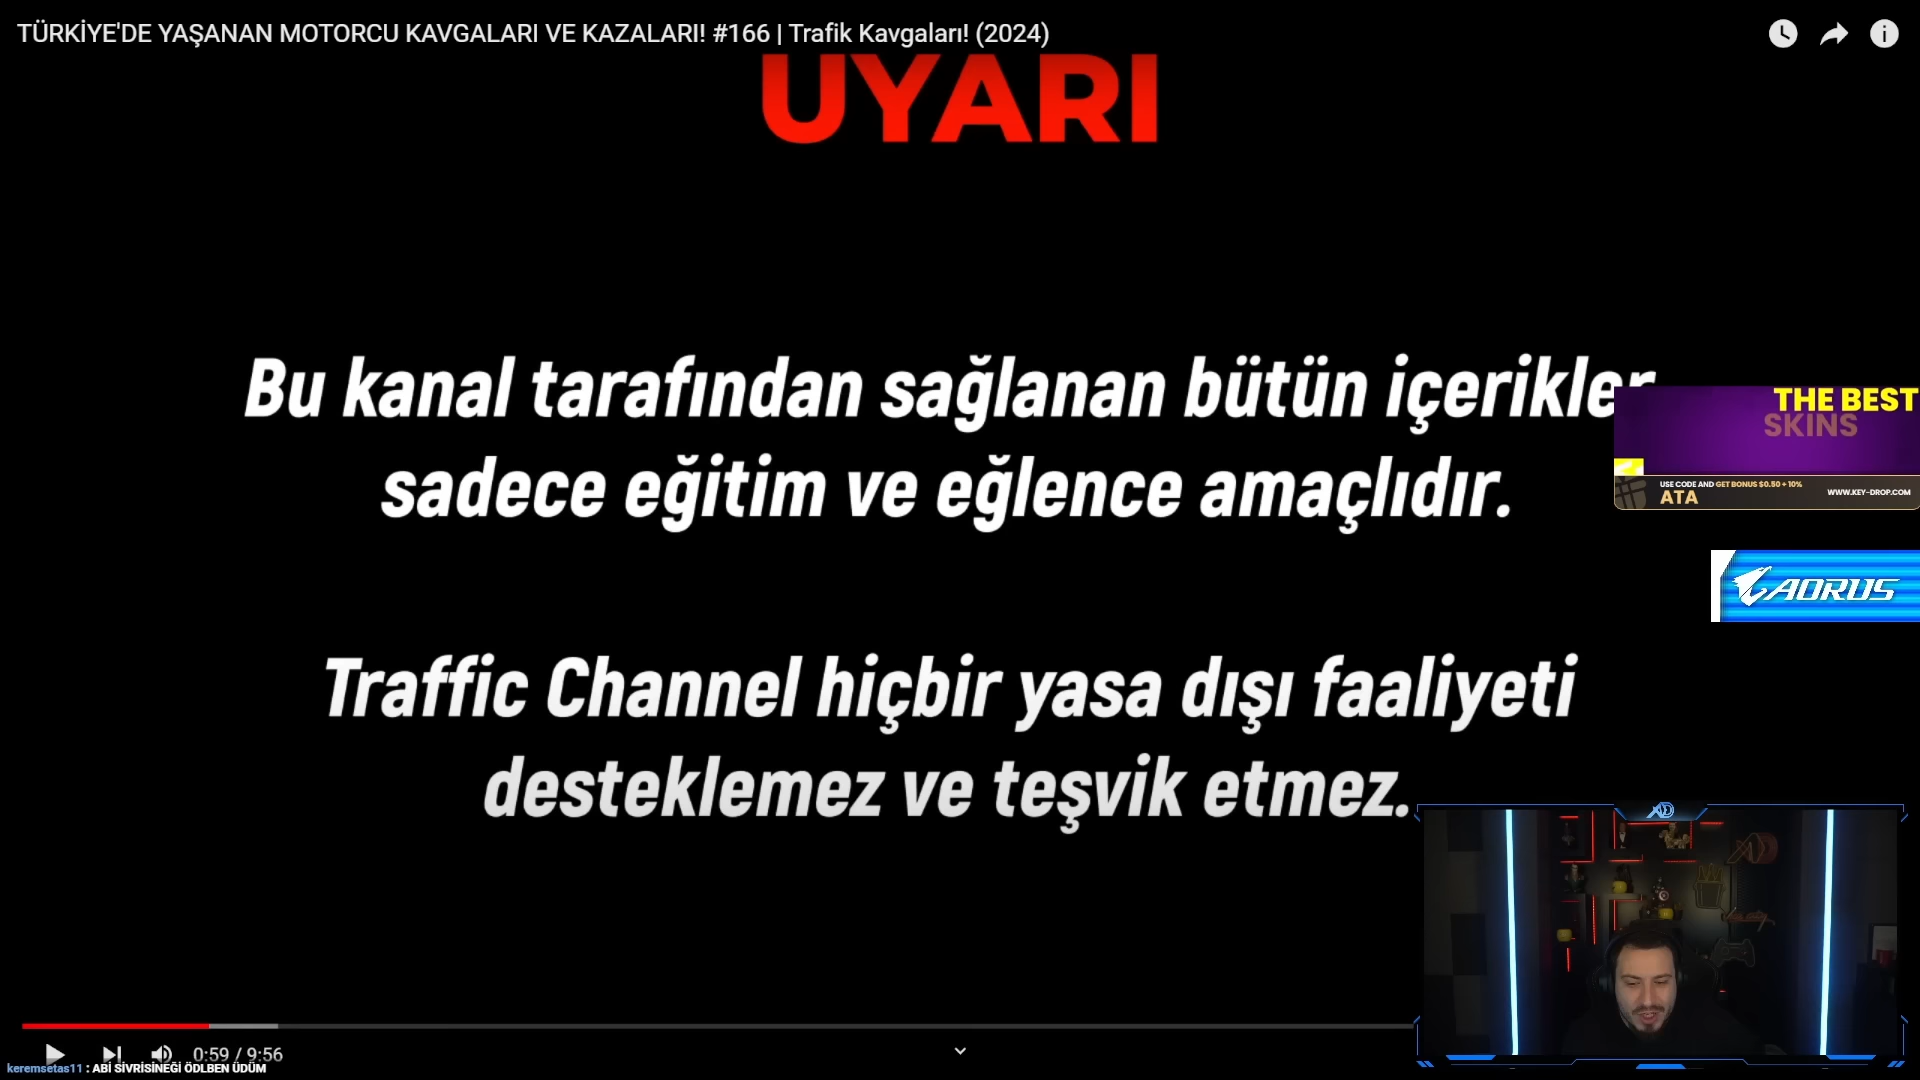 TÜRKİYE'DE YAŞANAN MOTORCU KAVGALARI VE KAZALARI! #166 | Trafik Kavgaları! (2024)
UYARI
Bu kanal tarafından sağlanan bütün içerikler
sadece eğitim ve eğlence amaçlıdır.
THE BEST
SKINS
USE CODE AND GET BONUS $0.50 + 10%
ATA
WWW.KEY-DROP.COM
AORUS
Traffic Channel hiçbir yasa dışı faaliyeti
desteklemez ve teşvik etmez.
0:59 / 9:56
keremsetas11 : ABİ SİVRİSİNEĞİ ÖDLBEN ÜDÜM